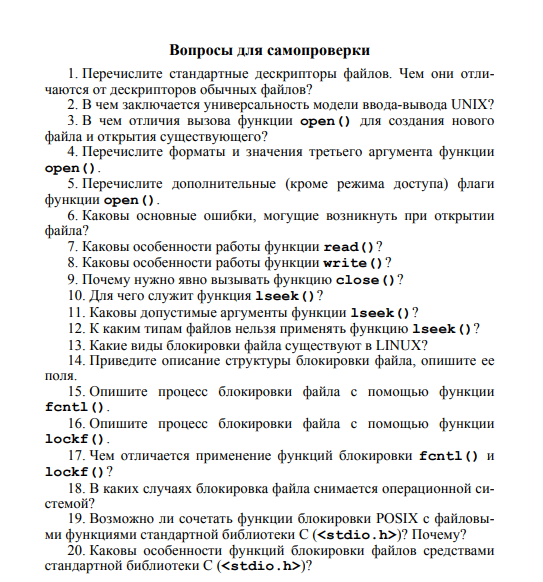 Вопросы для самопроверки
1. Перечислите стандартные дескрипторы файлов. Чем они отли-
чаются от дескрипторов обычных файлов?
2. В чем заключается универсальность модели ввода-вывода UNIX?
3. В чем отличия вызова функции open() для создания нового
файла и открытия существующего?
4. Перечислите форматы и значения третьего аргумента функции
open().
5. Перечислите дополнительные (кроме режима доступа) флаги
функции open().
6. Каковы основные ошибки, могущие возникнуть при открытии
файла?
7. Каковы особенности работы функции read()?
8. Каковы особенности работы функции write()?
9. Почему нужно явно вызывать функцию close()?
10. Для чего служит функция lseek()?
11. Каковы допустимые аргументы функции lseek()?
12. К каким типам файлов нельзя применять функцию lseek()?
13. Какие виды блокировки файла существуют в LINUX?
14. Приведите описание структуры блокировки файла, опишите ее
поля.
15. Опишите процесс блокировки файла с помощью функции
fcntl().
16. Опишите процесс блокировки файла с помощью функции
lockf().
17. Чем отличается применение функций блокировки fcntl() и
lockf()?
18. В каких случаях блокировка файла снимается операционной си-
стемой?
19. Возможно ли сочетать функции блокировки POSIX с файловы-
ми функциями стандартной библиотеки С (<stdio.h>)? Почему?
20. Каковы особенности функций блокировки файлов средствами
стандартной библиотеки С (<stdio.h>)?